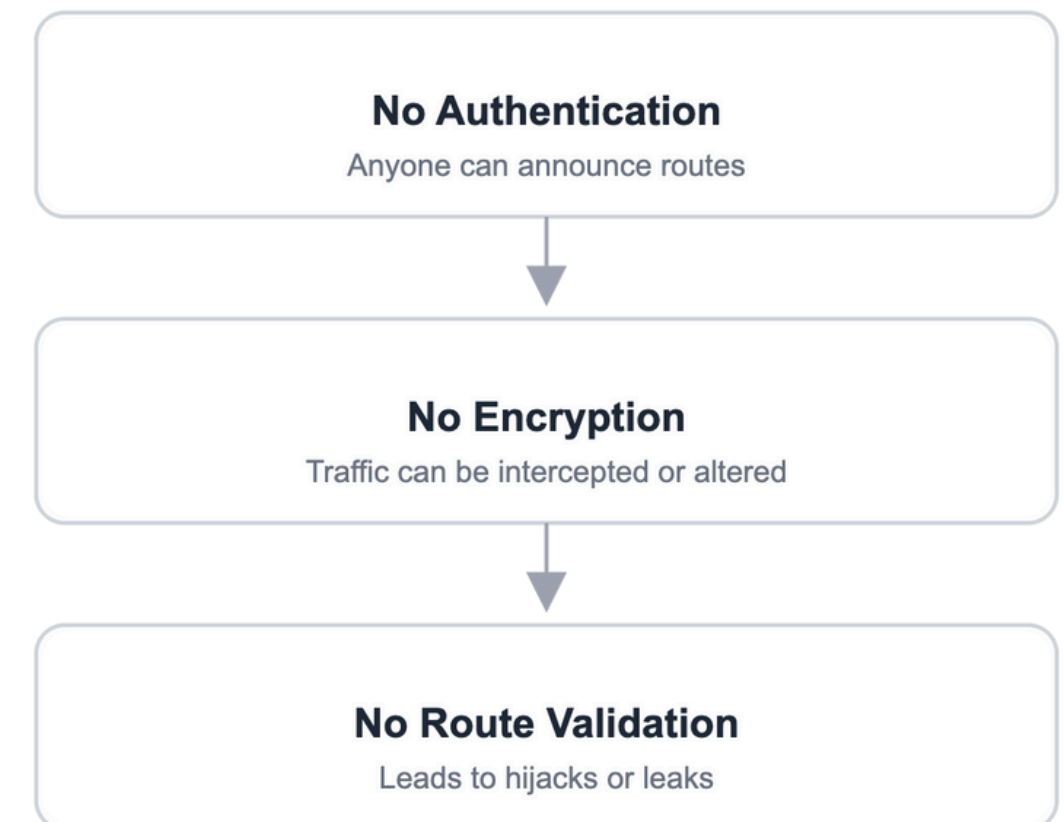 No Authentication
Anyone can announce routes
No Encryption
Traffic can be intercepted or altered
No Route Validation
Leads to hijacks or leaks